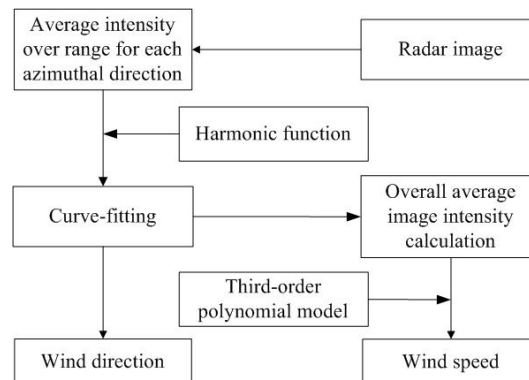 Average intensity
over range for each
azimuthal direction
Radar image
Harmonic function
Curve-fitting
Overall average
image intensity
calculation
Third-order
polynomial model
Wind direction
Wind speed